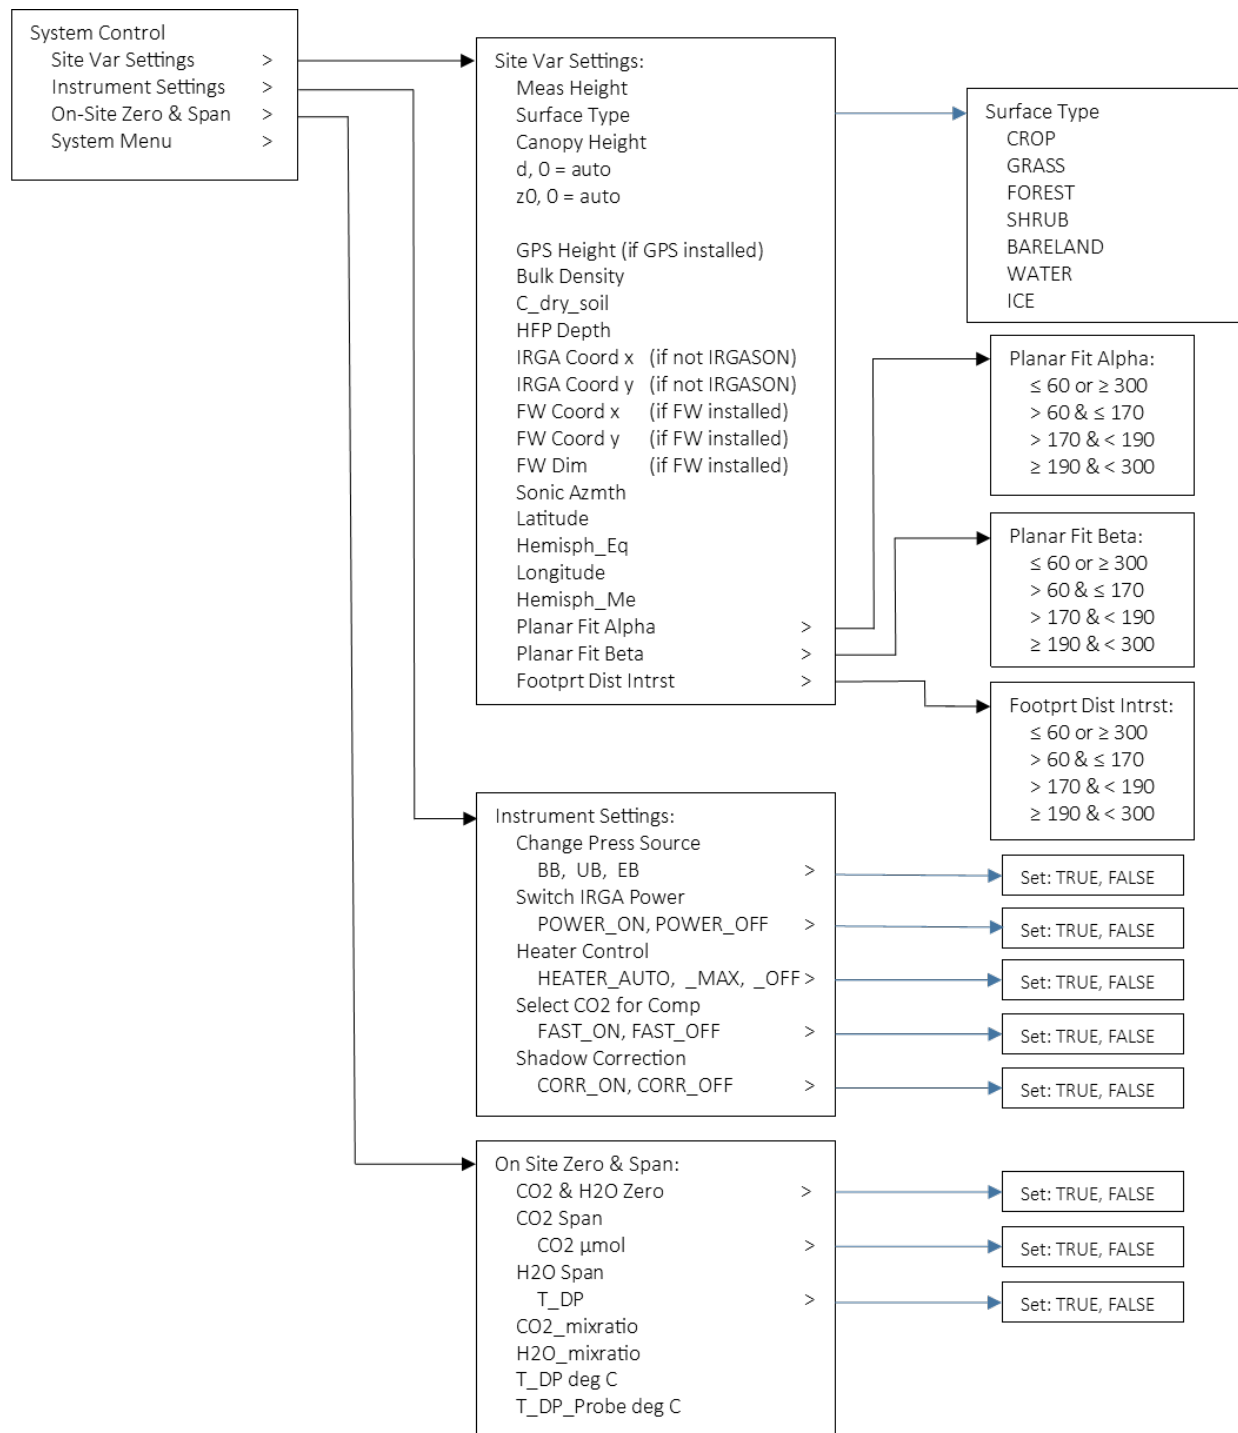 System Control
Site Var Settings >
Instrument Settings >
On-Site Zero & Span >
System Menu >
Site Var Settings:
Meas Height
Surface Type
Canopy Height
d, 0 = auto
z0, 0 = auto
GPS Height (if GPS installed)
Bulk Density
C_dry_soil
HFP Depth
IRGA Coord x (if not IRGASON)
IRGA Coord y (if not IRGASON)
FW Coord x (if FW installed)
FW Coord y (if FW installed)
FW Dim (if FW installed)
Sonic Azmth
Latitude
Hemisph_Eq
Longitude
Hemisph_Me
Planar Fit Alpha >
Planar Fit Beta >
Footprt Dist Intrst >
Surface Type
CROP
GRASS
FOREST
SHRUB
BARELAND
WATER
ICE
Planar Fit Alpha:
≤ 60 or ≥ 300
> 60 & ≤ 170
> 170 & < 190
≥ 190 & < 300
Planar Fit Beta:
≤ 60 or ≥ 300
> 60 & ≤ 170
> 170 & < 190
≥ 190 & < 300
Footprt Dist Intrst:
≤ 60 or ≥ 300
> 60 & ≤ 170
> 170 & < 190
≥ 190 & < 300
Instrument Settings:
Change Press Source
BB, UB, EB >
Set: TRUE, FALSE
Switch IRGA Power
POWER_ON, POWER_OFF >
Set: TRUE, FALSE
Heater Control
HEATER_AUTO, _MAX, _OFF >
Set: TRUE, FALSE
Select CO2 for Comp
FAST_ON, FAST_OFF >
Set: TRUE, FALSE
Shadow Correction
CORR_ON, CORR_OFF >
Set: TRUE, FALSE
On Site Zero & Span:
CO2 & H2O Zero >
Set: TRUE, FALSE
CO2 Span
CO2 μmol >
Set: TRUE, FALSE
H2O Span
T_DP >
Set: TRUE, FALSE
CO2_mixratio
H2O_mixratio
T_DP deg C
T_DP_Probe deg C